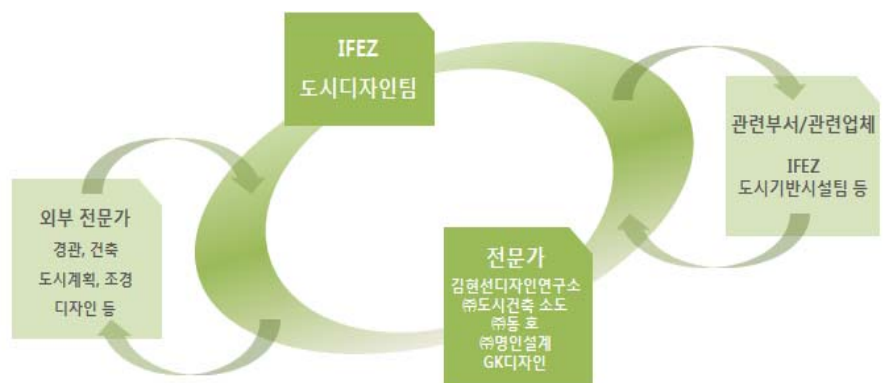 IFEZ
도시디자인팀
관련부서/관련업체
IFEZ
도시기반시설팀 등
외부 전문가
경관, 건축
도시계획, 조경
디자인 등
전문가
김현선디자인연구소
㈜도시건축 소도
㈜동 호
㈜명인설계
GK디자인